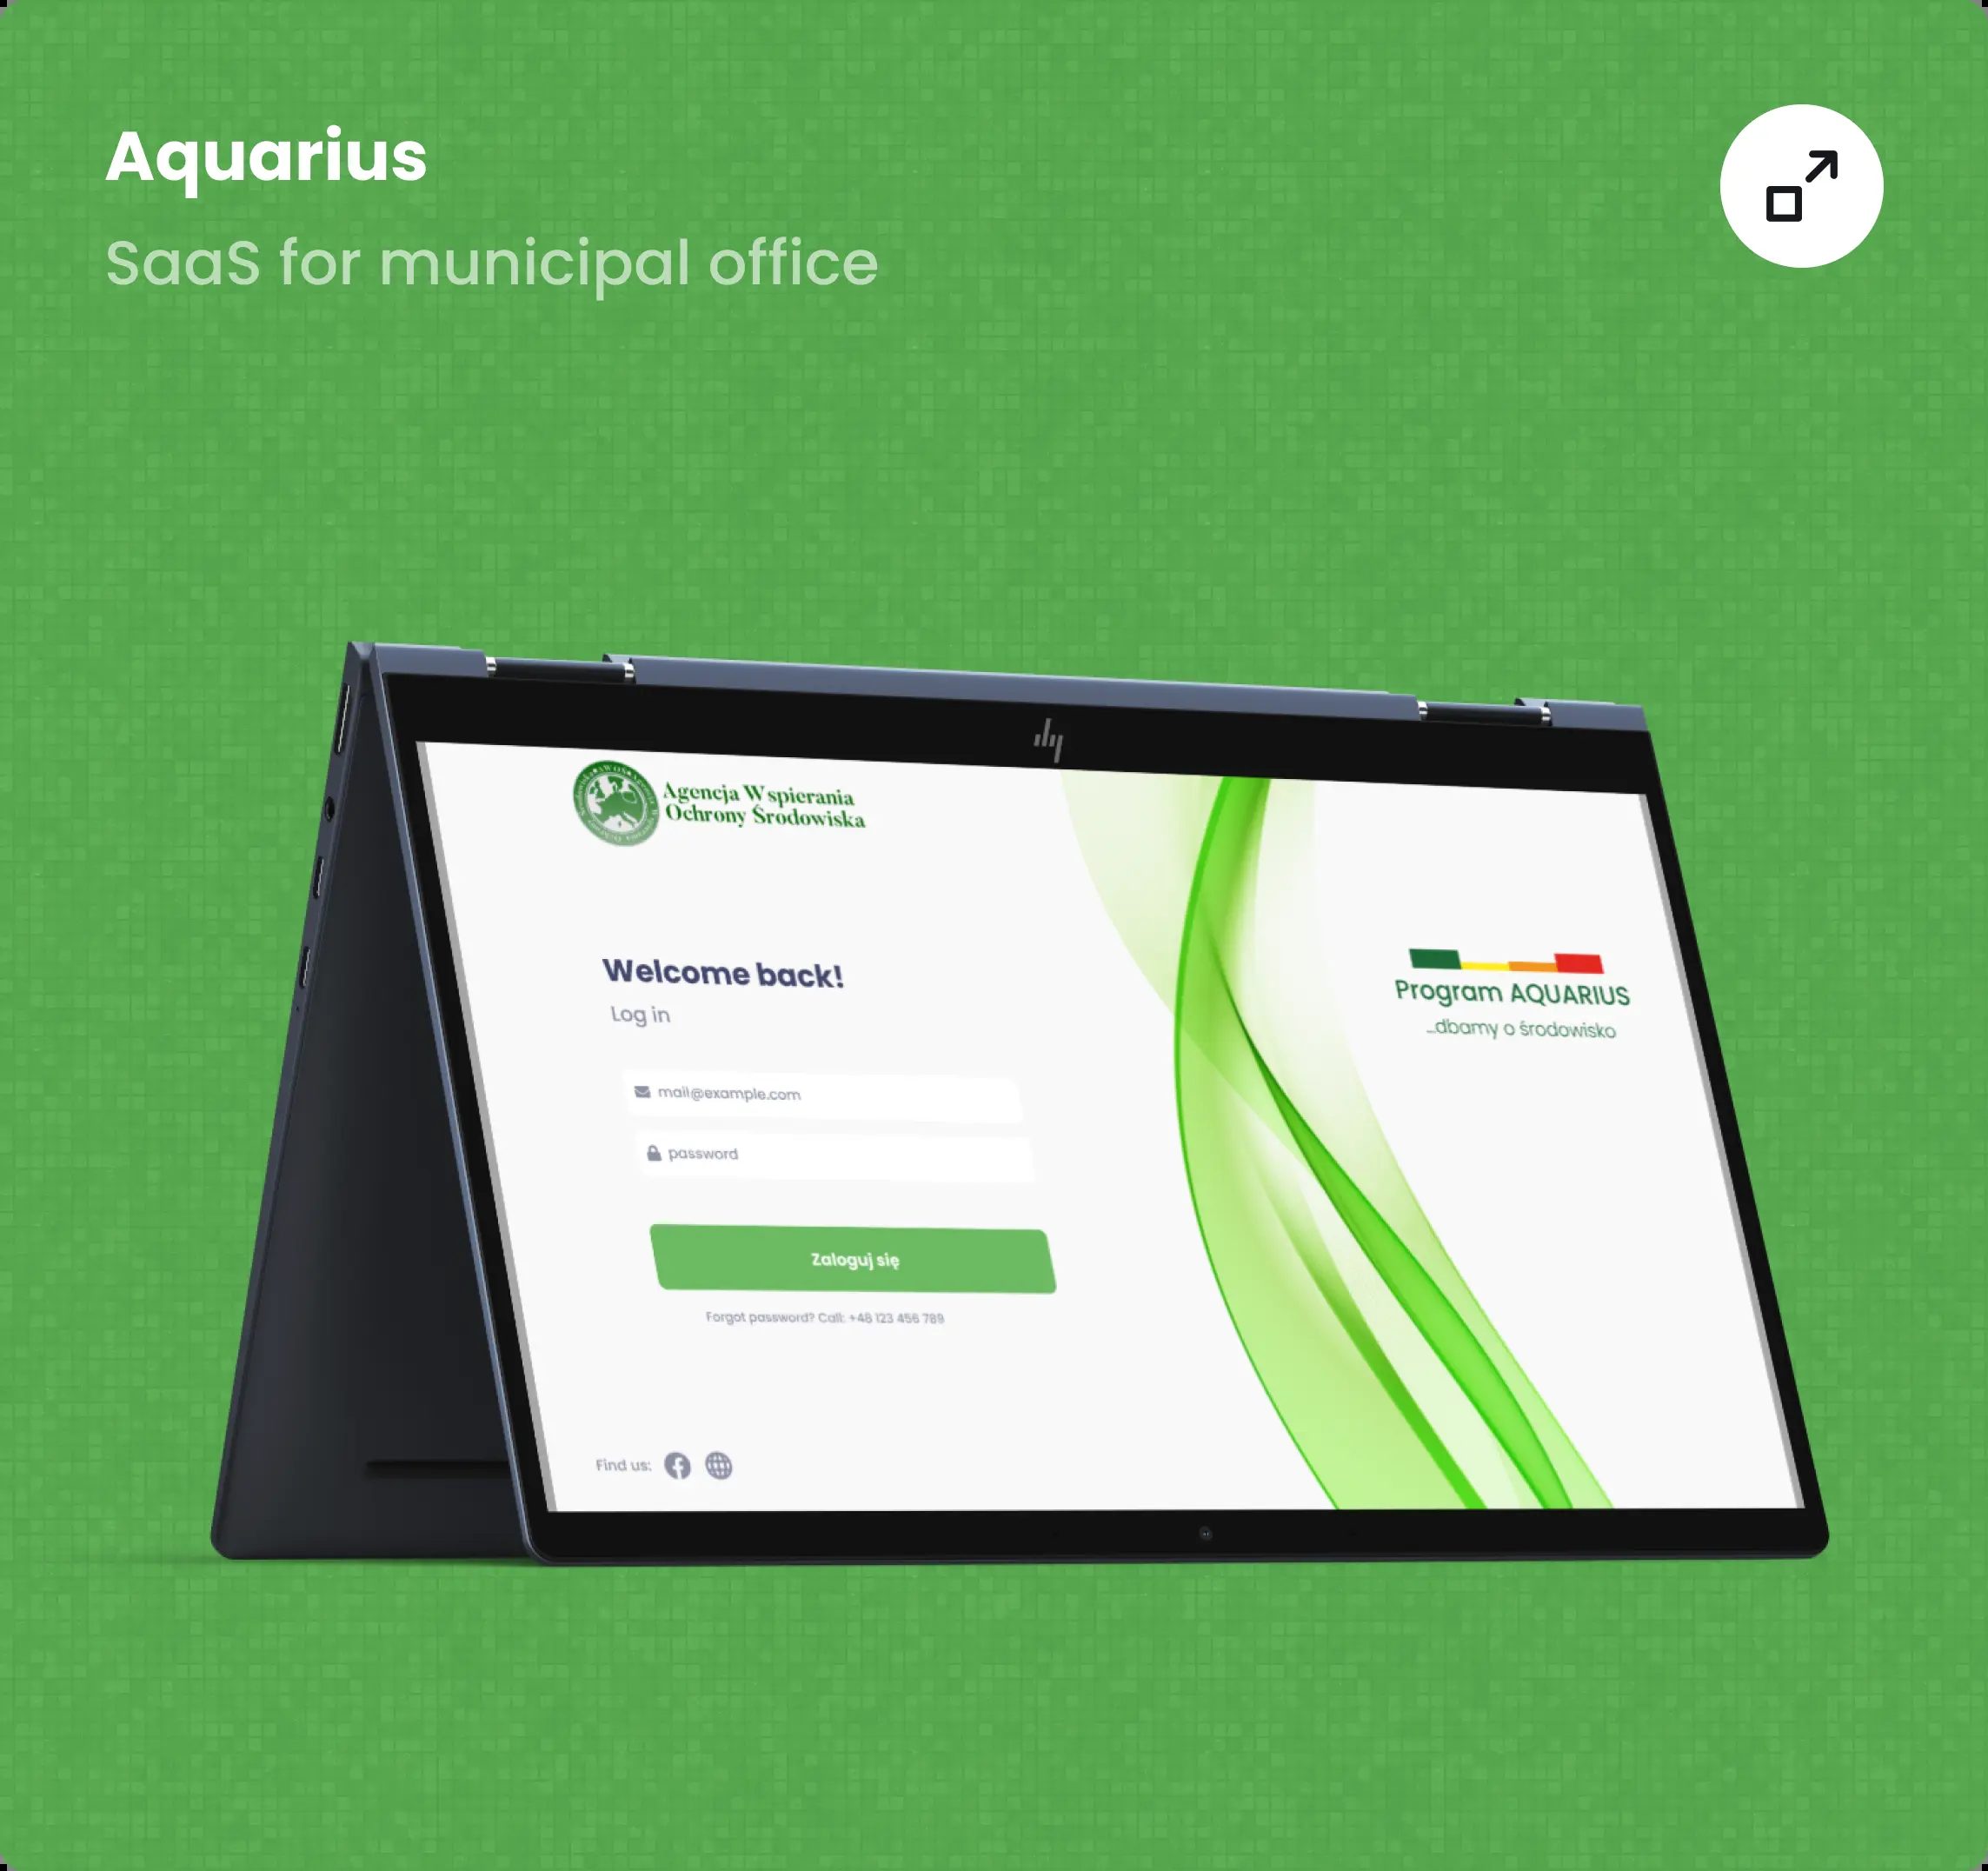 Aquarius
SaaS for municipal office
Agencja Wspierania
Ochrony Środowiska
Welcome back!
Log in
mail@example.com
password
Zaloguj się
Forgot password? Call: +48 123 456 789
Find us:
Program AQUARIUS
...dbamy o środowisko